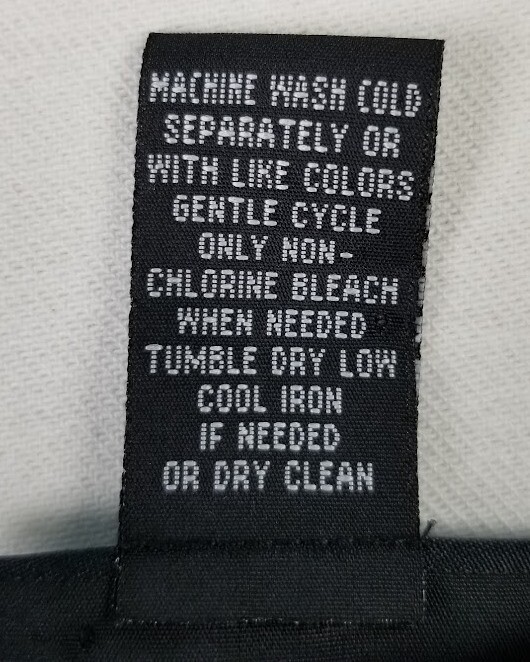 MACHINE WASH COLD
SEPARATELY OR
WITH LIKE COLORS
GENTLE CYCLE
ONLY NON-
CHLORINE BLEACH
WHEN NEEDED
TUMBLE DRY LOW
COOL IRON
IF NEEDED
OR DRY CLEAN